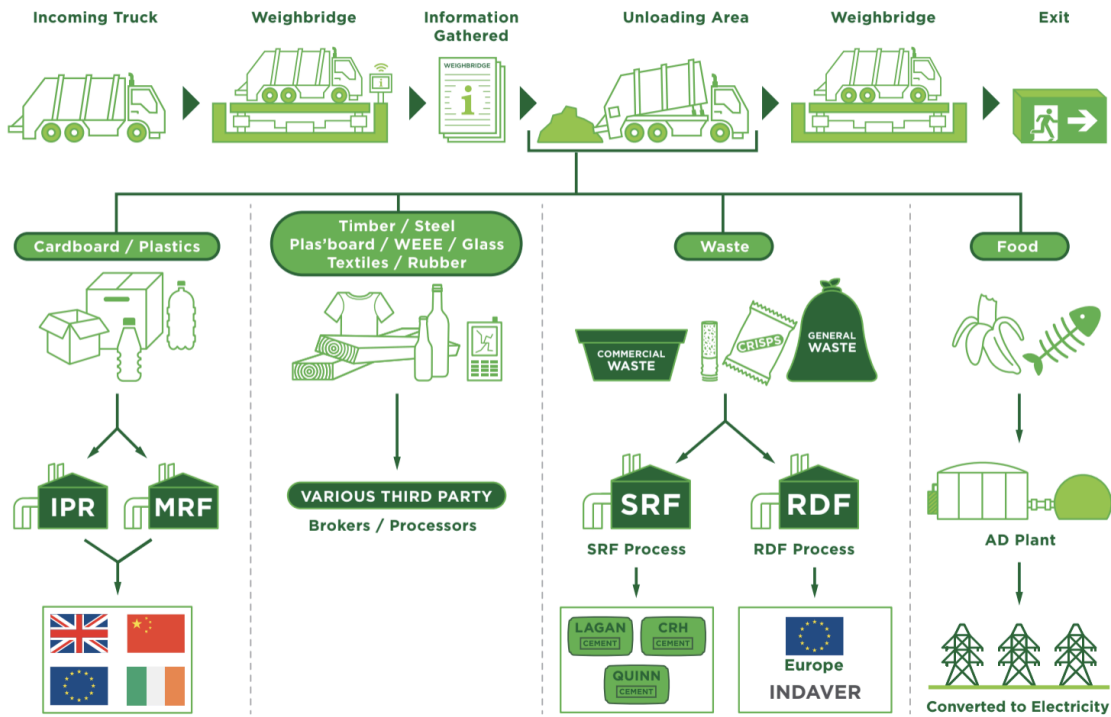 Incoming Truck
Weighbridge
Information
Gathered
Unloading Area
Weighbridge
Exit
WEIGHBRIDGE
i
i
Cardboard / Plastics
Timber / Steel
Plas'board / WEEE / Glass
Textiles / Rubber
Waste
Food
COMMERCIAL
WASTE
CRISPS
GENERAL
WASTE
IPR
MRF
VARIOUS THIRD PARTY
Brokers / Processors
SRF
RDF
SRF Process
RDF Process
AD Plant
LAGAN
CEMENT
CRH
CEMENT
QUINN
CEMENT
Europe
INDAVER
Converted to Electricity